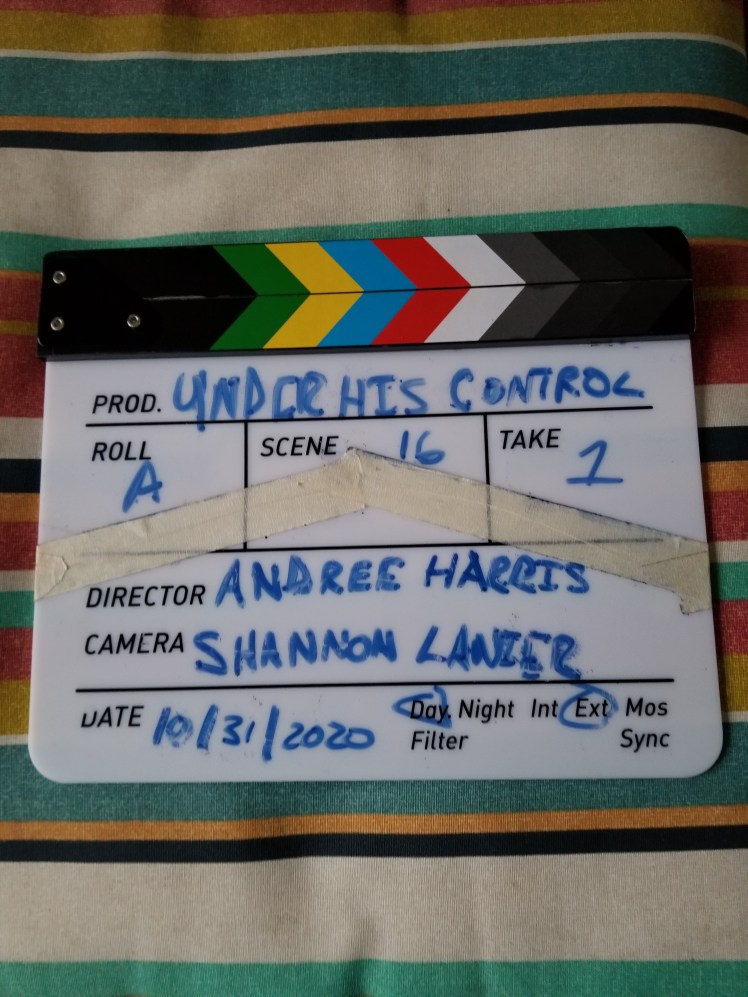 PROD. UNDER HIS CONTROL
ROLL SCENE TAKE
A 16 1
DIRECTOR ANDREE HARRIS
CAMERA SHANNON LANIER
DATE 10/31/2020 Day. Night Int Ext Mos
Filter Sync